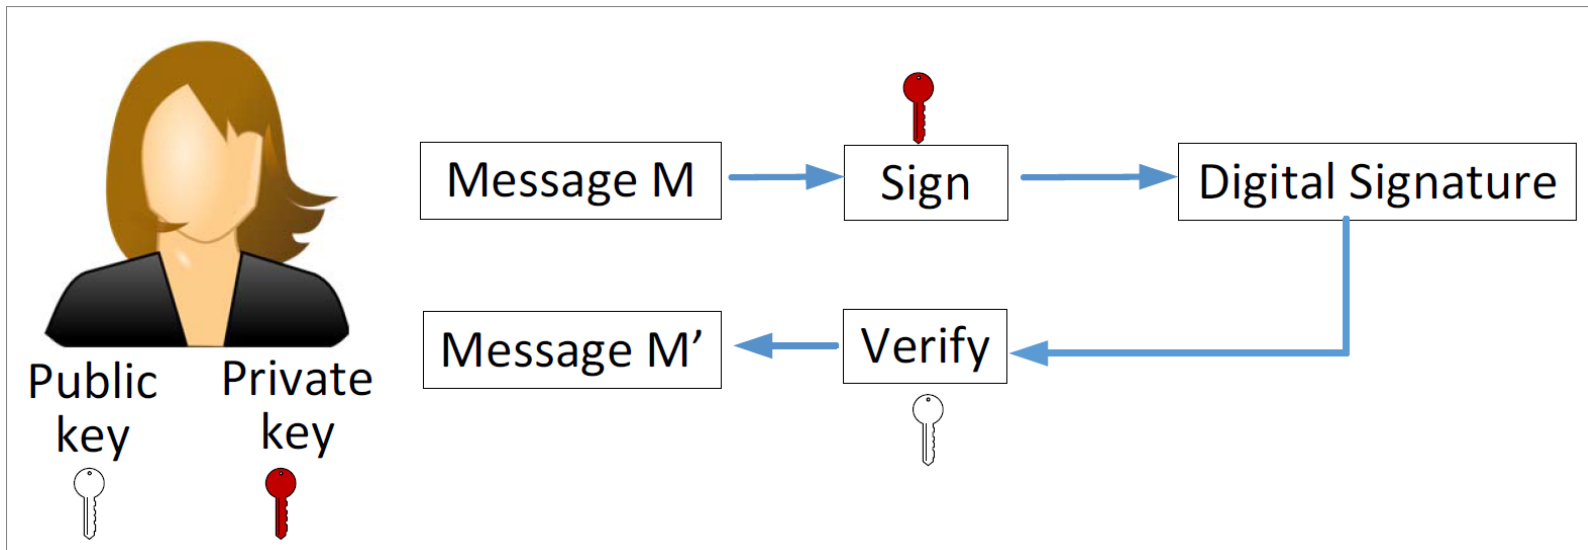 Message M
Sign
Digital Signature
Message M’
Verify
Public
key
Private
key